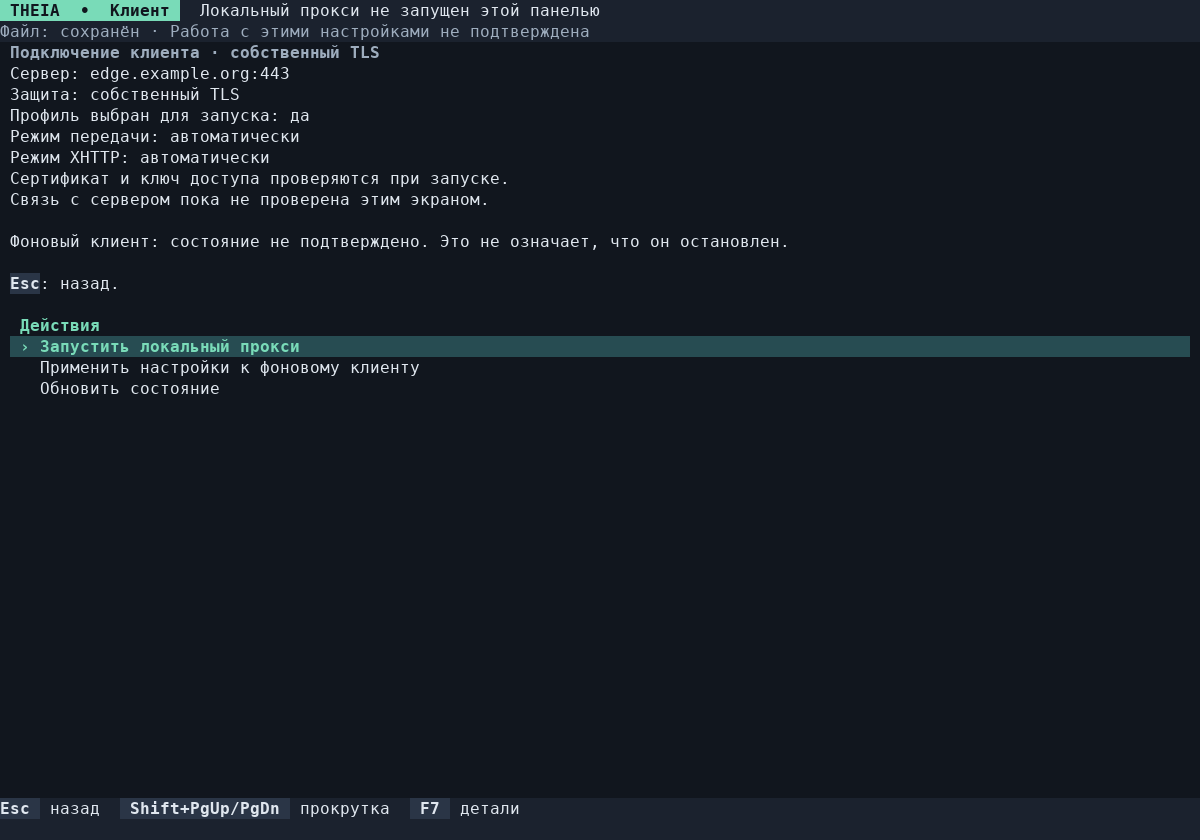 THEIA • Клиент Локальный прокси не запущен этой панелью
Файл: сохранён · Работа с этими настройками не подтверждена
Подключение клиента · собственный TLS
Сервер: edge.example.org:443
Защита: собственный TLS
Профиль выбран для запуска: да
Режим передачи: автоматически
Режим XHTTP: автоматически
Сертификат и ключ доступа проверяются при запуске.
Связь с сервером пока не проверена этим экраном.
Фоновый клиент: состояние не подтверждено. Это не означает, что он остановлен.
Esc: назад.
Действия
› Запустить локальный прокси
Применить настройки к фоновому клиенту
Обновить состояние
Esc назад Shift+PgUp/PgDn прокрутка F7 детали